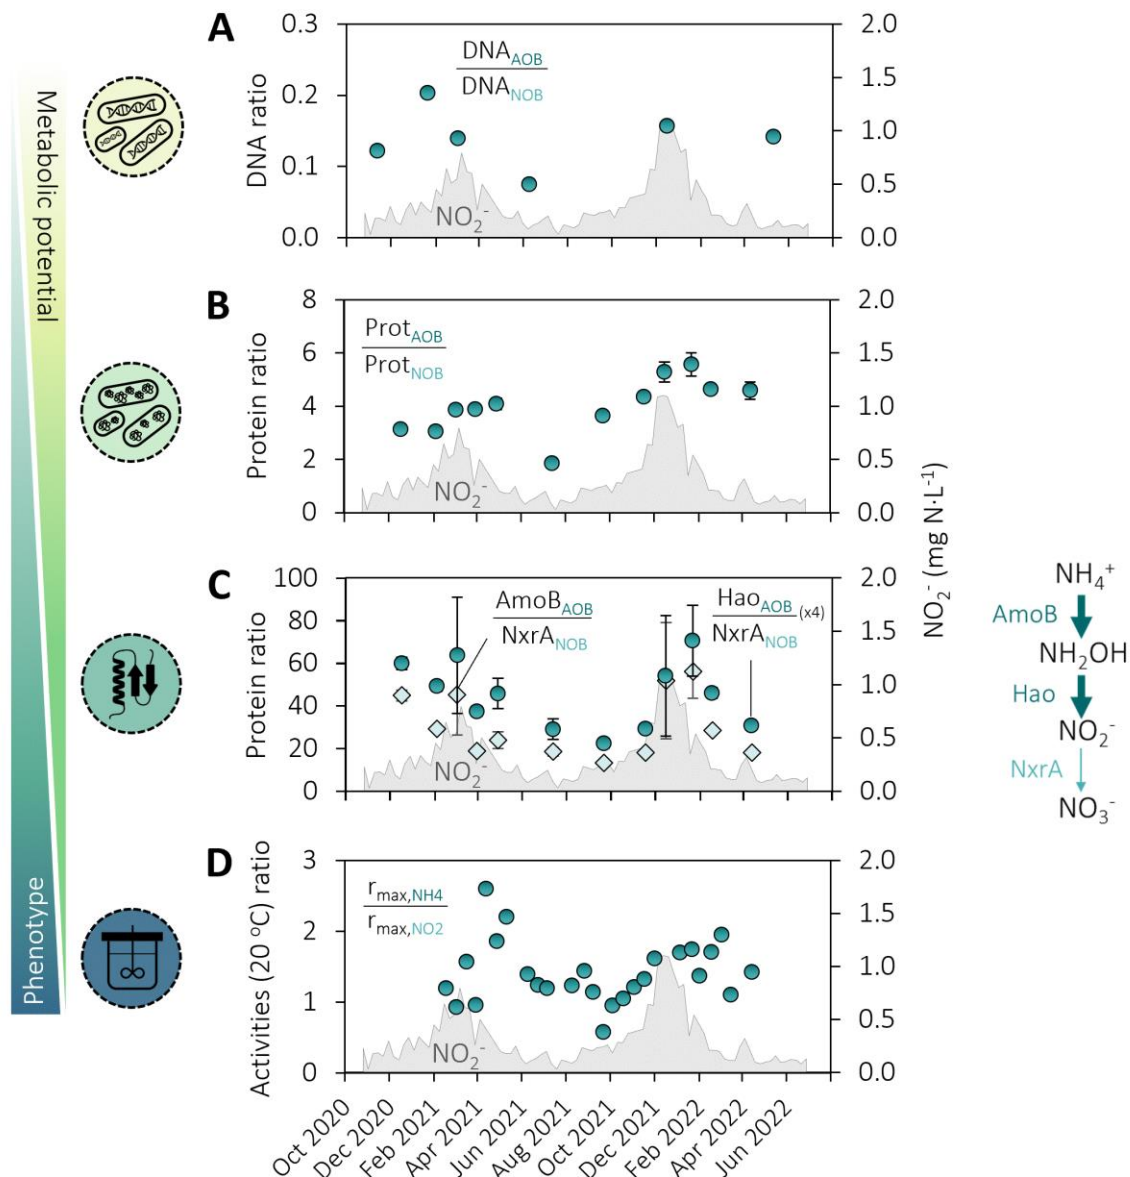 Metabolic potential
Phenotype
A
DNA ratio
0.3
0.2
0.1
0.0
DNA_AOB
DNA_NOB
NO₂⁻
2.0
1.5
1.0
0.5
0.0
B
Protein ratio
8
6
4
2
0
Prot_AOB
Prot_NOB
NO₂⁻
2.0
1.5
1.0
0.5
0.0
C
Protein ratio
100
80
60
40
20
0
AmoB_AOB
NxrA_NOB
Hao_AOB (x4)
NxrA_NOB
NO₂⁻
2.0
1.5
1.0
0.5
0.0
D
Activities (20 °C) ratio
3
2
1
0
r_max,NH4
r_max,NO2
NO₂⁻
2.0
1.5
1.0
0.5
0.0
Oct 2020
Dec 2020
Feb 2021
Apr 2021
Jun 2021
Aug 2021
Oct 2021
Dec 2021
Feb 2022
Apr 2022
Jun 2022
NO₂⁻ (mg N·L⁻¹)
NH₄⁺
AmoB
NH₂OH
Hao
NO₂⁻
NxrA
NO₃⁻